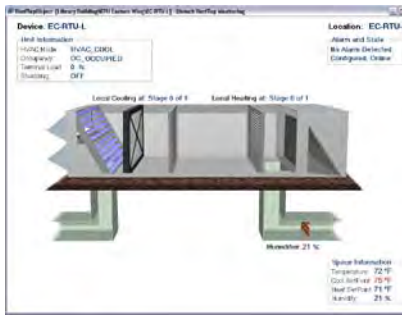 Device: EC-RTU-L
Location: EC-RTU-
Unit Information
HVAC Mode HVAC_COOL
Occupancy OC_OCCUPIED
Terminal Load 0 %
OFF
Alarm and State
No Alarm Detected
Configured, Online
Local Cooling at: Stage 0 of 1
Local Heating at: Stage 0 of 1
Humidifier 21 %
Space Information
Temperature 72 °F
Cool SetPoint 75 °F
Heat SetPoint 71 °F
Humidity 21 %